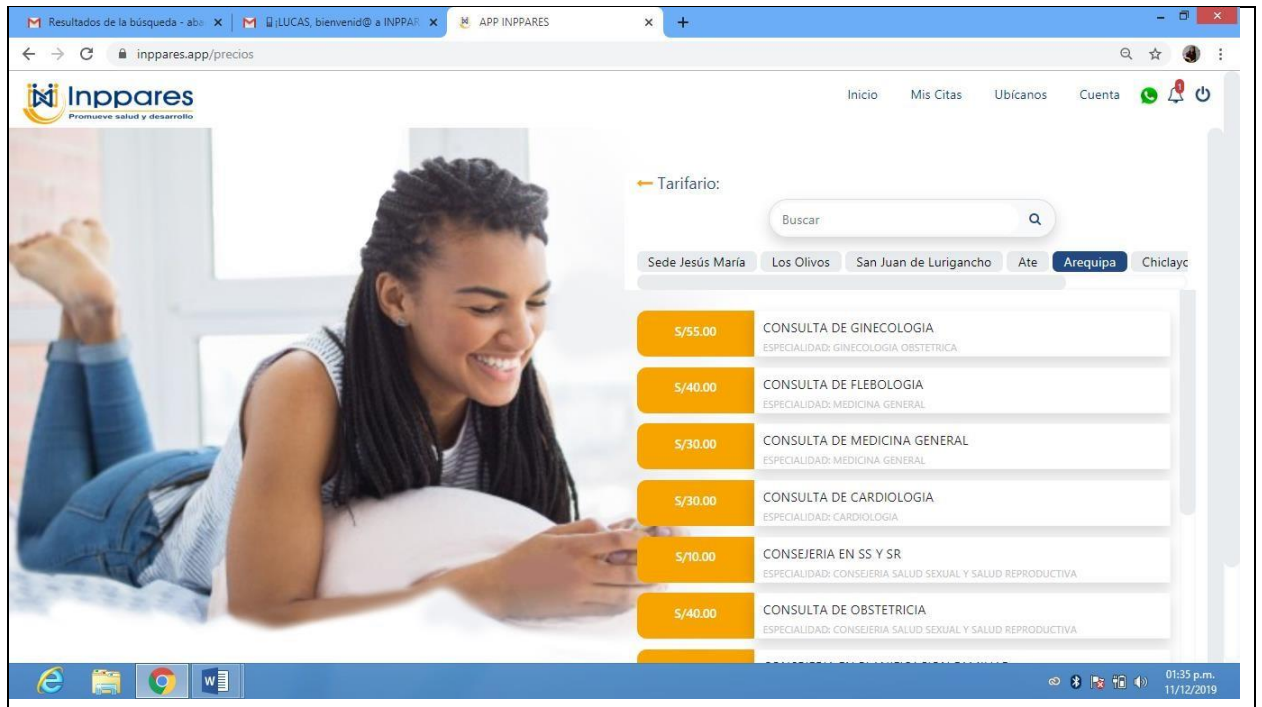 Resultados de la búsqueda - aba
¡LUCAS, bienvenid@ a INPPAR
APP INPPARES
inppares.app/precios
Inppares
Promueve salud y desarrollo
Inicio Mis Citas Ubícanos Cuenta
Tarifario:
Buscar
Sede Jesús María Los Olivos San Juan de Lurigancho Ate Arequipa Chiclayo
S/55.00 CONSULTA DE GINECOLOGIA
ESPECIALIDAD: GINECOLOGIA OBSTETRICA
S/40.00 CONSULTA DE FLEBOLOGIA
ESPECIALIDAD: MEDICINA GENERAL
S/30.00 CONSULTA DE MEDICINA GENERAL
ESPECIALIDAD: MEDICINA GENERAL
S/30.00 CONSULTA DE CARDIOLOGIA
ESPECIALIDAD: CARDIOLOGIA
S/10.00 CONSEJERIA EN SS Y SR
ESPECIALIDAD: CONSEJERIA SALUD SEXUAL Y SALUD REPRODUCTIVA
S/40.00 CONSULTA DE OBSTETRICIA
ESPECIALIDAD: CONSEJERIA SALUD SEXUAL Y SALUD REPRODUCTIVA
01:35 p.m.
11/12/2019